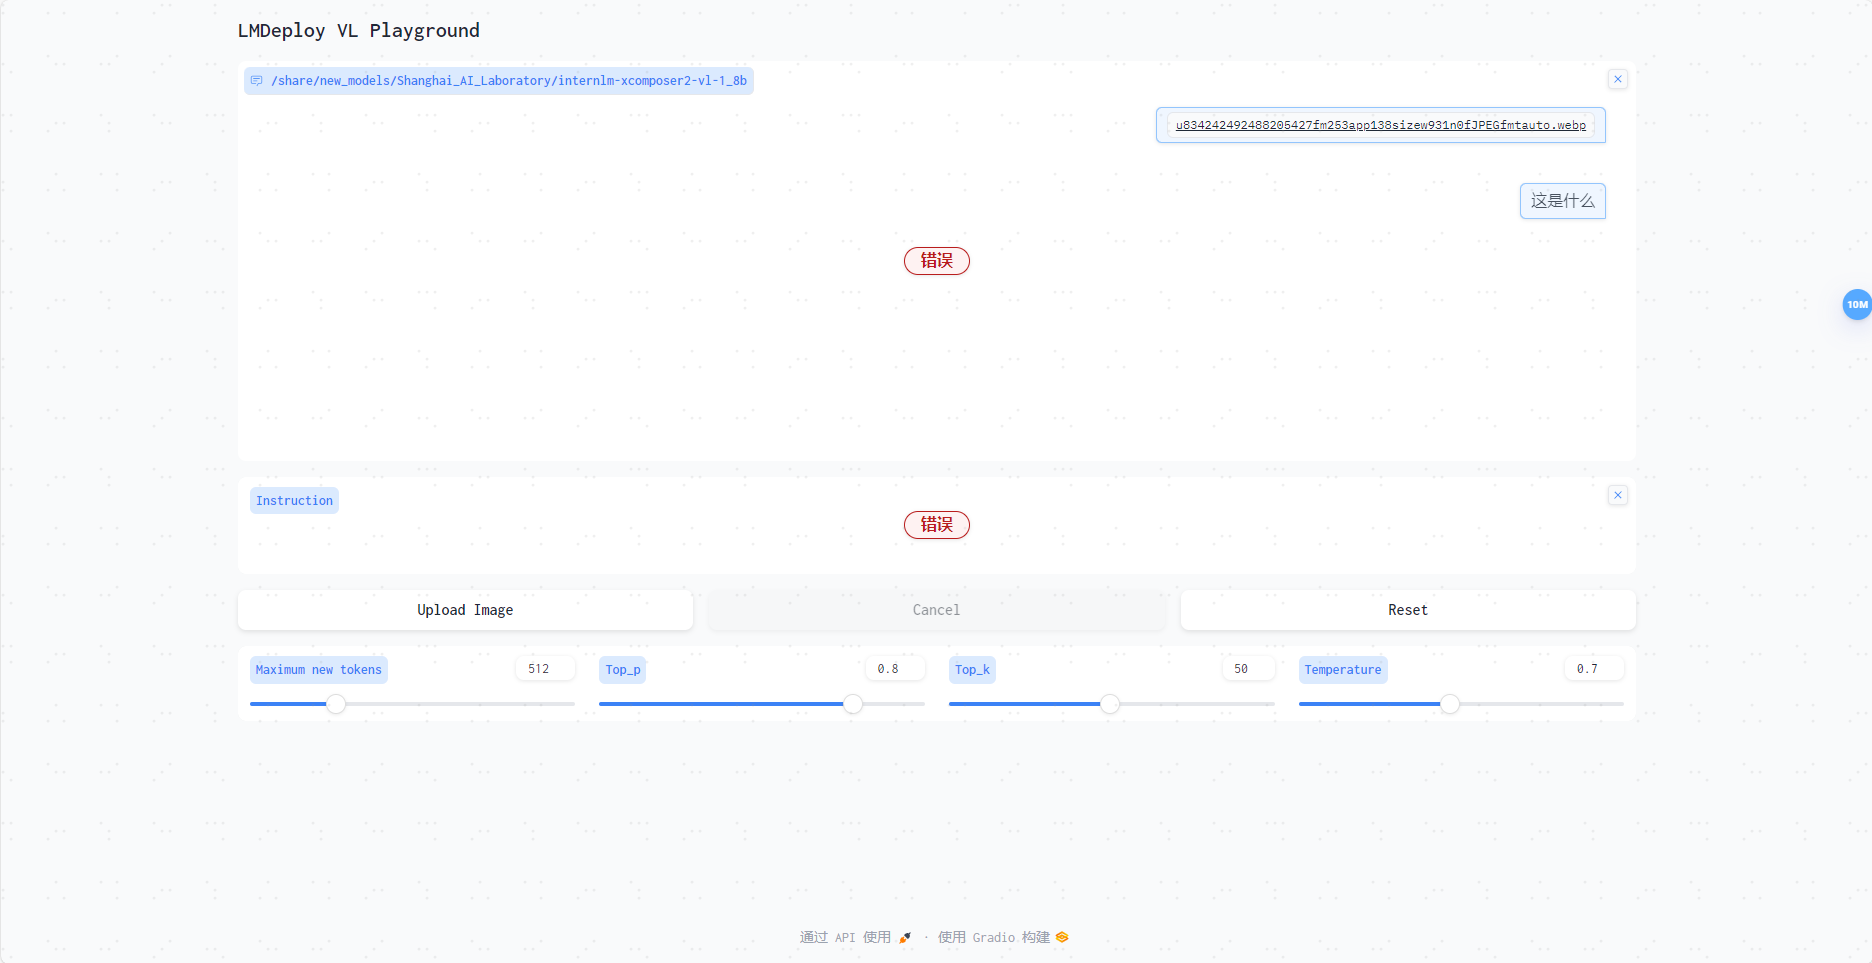 LMDeploy VL Playground
/share/new_models/Shanghai_AI_Laboratory/internlm-xcomposer2-vl-1_8b
u834242492488205427fm253app138sizew931n0fJPEGfmtauto.webp
这是什么
错误
10M
Instruction
错误
Upload Image
Cancel
Reset
Maximum new tokens
512
Top_p
0.8
Top_k
50
Temperature
0.7
通过 API 使用 · 使用 Gradio 构建